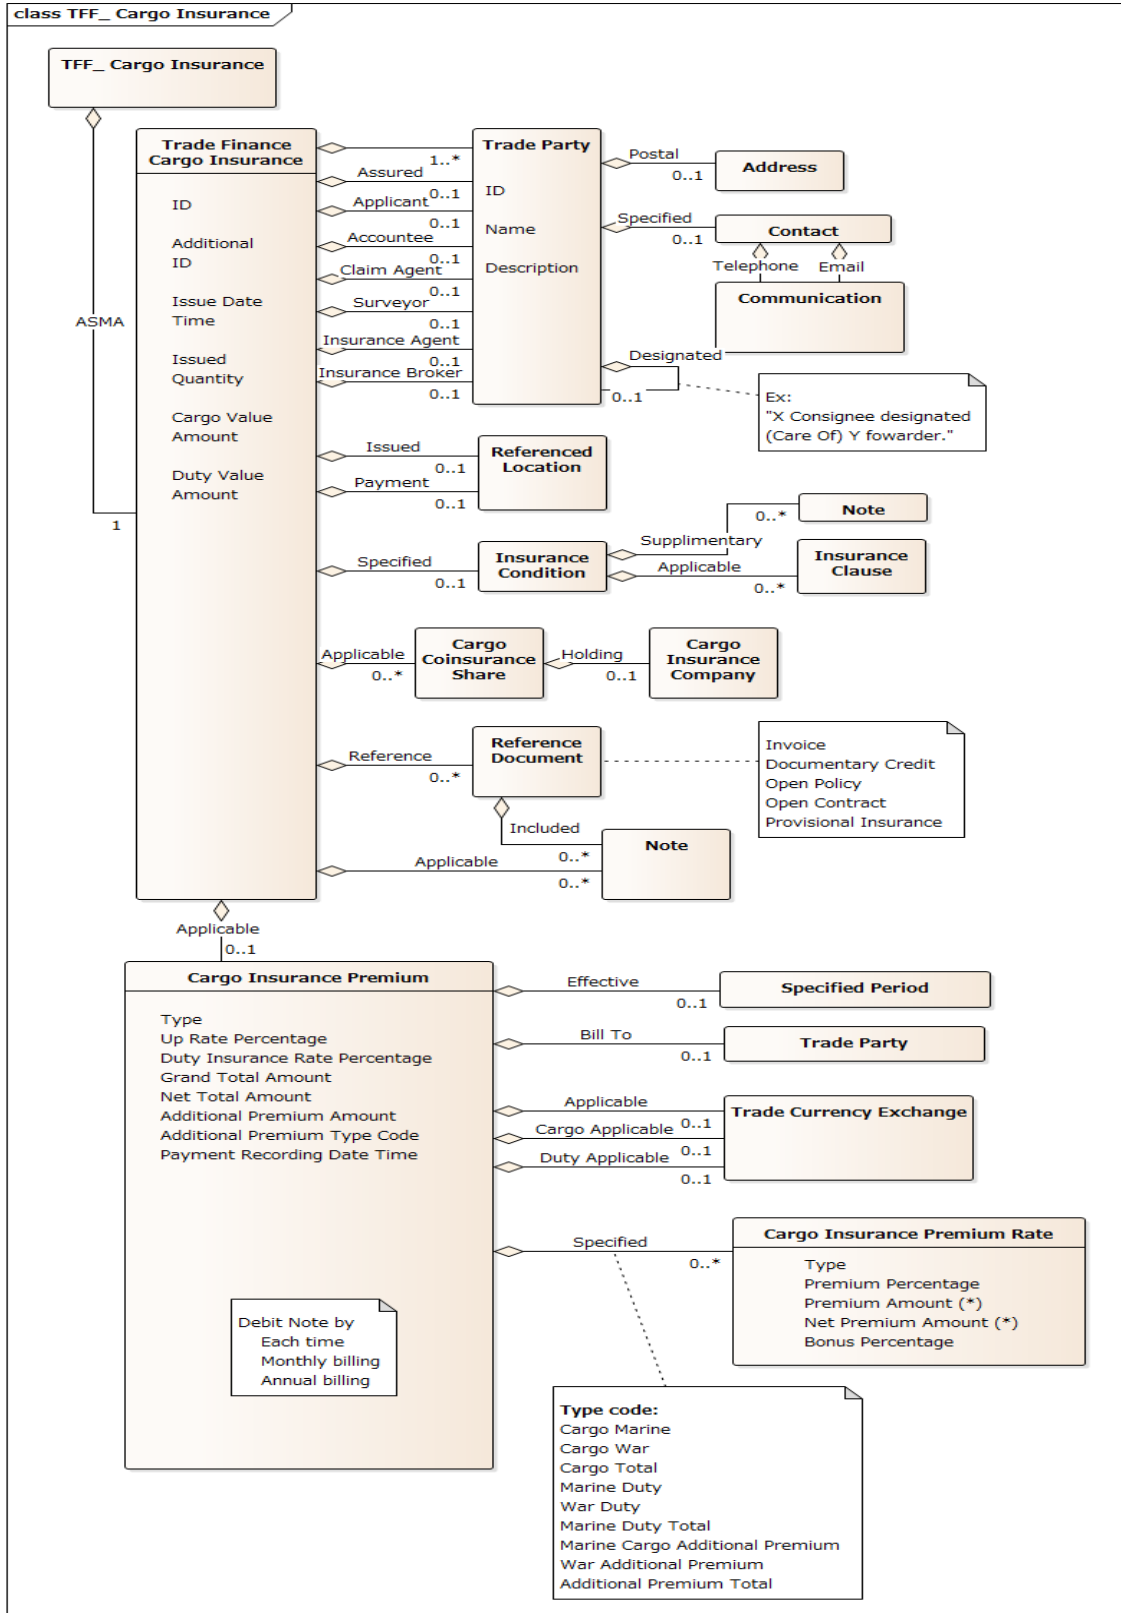 class TFF_ Cargo Insurance
TFF_ Cargo Insurance
ASMA
1
Trade Finance
Cargo Insurance
ID
Additional
ID
Issue Date
Time
Issued
Quantity
Cargo Value
Amount
Duty Value
Amount
1..*
Assured
0..1
Applicant
0..1
Accountee
0..1
Claim Agent
0..1
Surveyor
0..1
Insurance Agent
0..1
Insurance Broker
0..1
Trade Party
ID
Name
Description
Postal
0..1
Address
Specified
0..1
Contact
Telephone
Email
Communication
Designated
0..1
Ex:
"X Consignee designated
(Care Of) Y fowarder."
Issued
0..1
Payment
0..1
Referenced
Location
Specified
0..1
Insurance
Condition
Supplimentary
0..*
Note
Applicable
0..*
Insurance
Clause
Applicable
0..*
Cargo
Coinsurance
Share
Holding
0..1
Cargo
Insurance
Company
Reference
0..*
Reference
Document
Invoice
Documentary Credit
Open Policy
Open Contract
Provisional Insurance
Included
0..*
Note
Applicable
0..*
Applicable
0..1
Cargo Insurance Premium
Type
Up Rate Percentage
Duty Insurance Rate Percentage
Grand Total Amount
Net Total Amount
Additional Premium Amount
Additional Premium Type Code
Payment Recording Date Time
Debit Note by
Each time
Monthly billing
Annual billing
Effective
0..1
Specified Period
Bill To
0..1
Trade Party
Applicable
0..1
Cargo Applicable
0..1
Duty Applicable
0..1
Trade Currency Exchange
Specified
0..*
Cargo Insurance Premium Rate
Type
Premium Percentage
Premium Amount (*)
Net Premium Amount (*)
Bonus Percentage
Type code:
Cargo Marine
Cargo War
Cargo Total
Marine Duty
War Duty
Marine Duty Total
Marine Cargo Additional Premium
War Additional Premium
Additional Premium Total